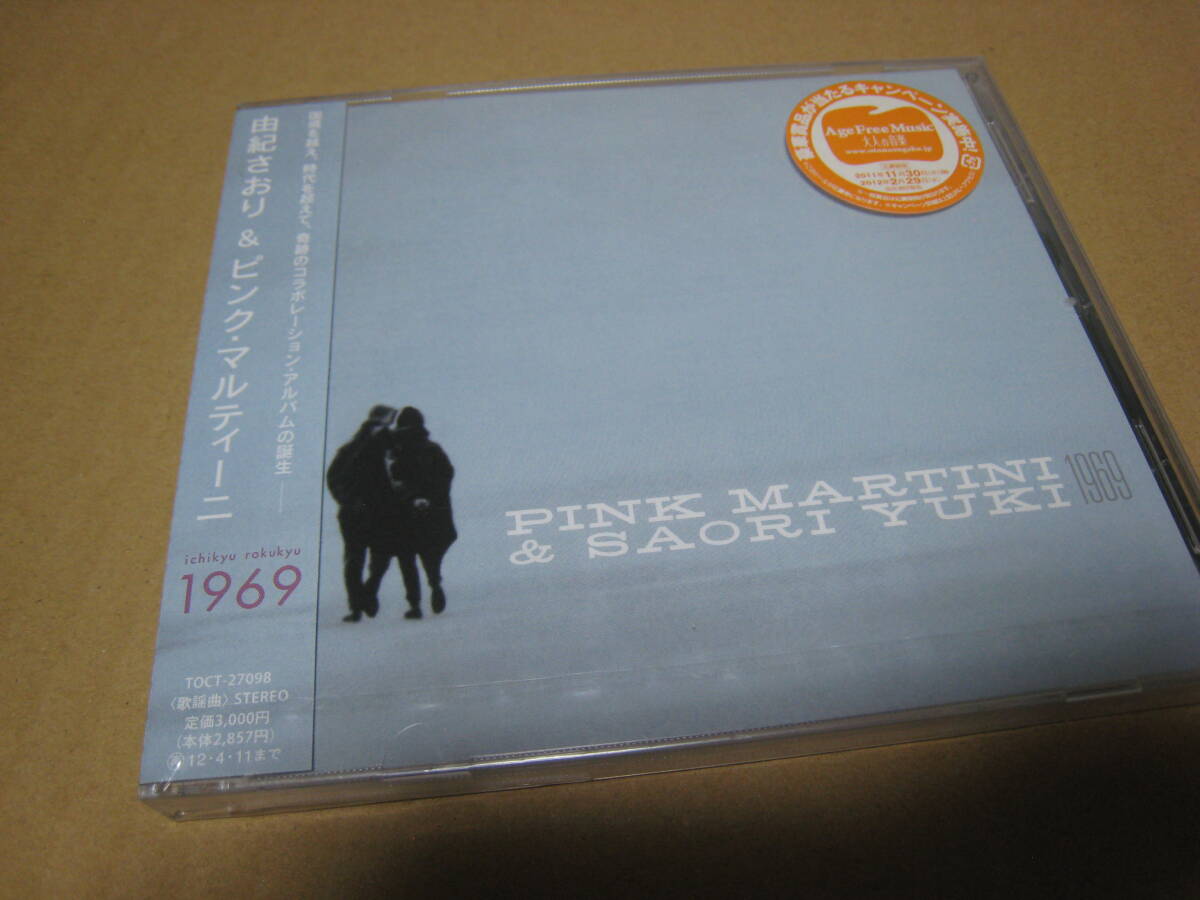 由紀さおり & ピンク・マルティーニ
国境を越え、時代を超えて、奇跡のコラボレーション・アルバムの誕生――
ichikyu rokukyu
1969
TOCT-27098
〈歌謡曲〉STEREO
定価3,000円
(本体2,857円)
12・4・11まで
豪華賞品が当たるキャンペーン実施中!
Age Free Music
大人の音楽
www.otonanogaku.jp
2011年11月30日
2012年2月29日
PINK MARTINI
& SAORI YUKI
1969